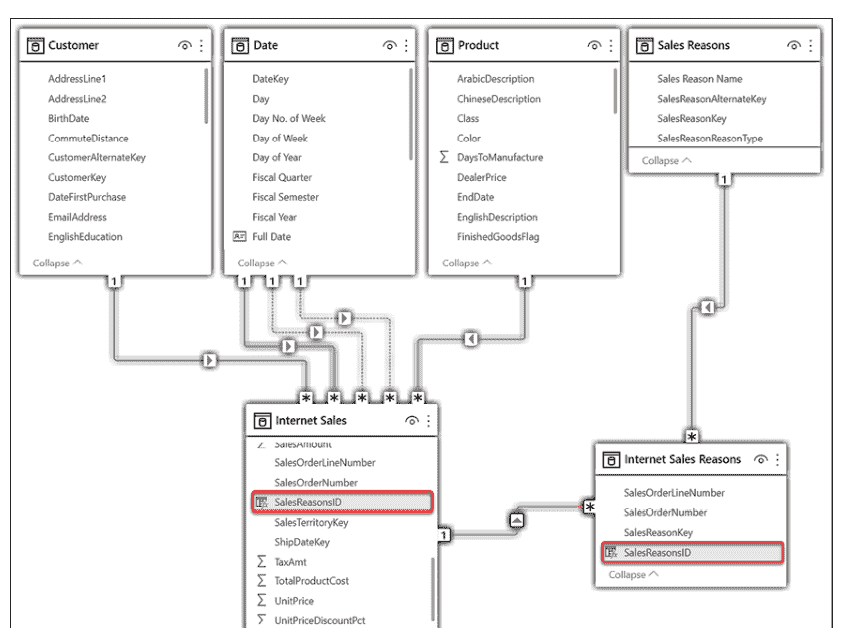 Customer
AddressLine1
AddressLine2
BirthDate
CommuteDistance
CustomerAlternateKey
CustomerKey
DateFirstPurchase
EmailAddress
EnglishEducation
Collapse
1
Date
DateKey
Day
Day No. of Week
Day of Week
Day of Year
Fiscal Quarter
Fiscal Semester
Fiscal Year
Full Date
Collapse
1 1 1
Product
ArabicDescription
ChineseDescription
Class
Color
Σ DaysToManufacture
DealerPrice
EndDate
EnglishDescription
FinishedGoodsFlag
Collapse
1
Sales Reasons
Sales Reason Name
SalesReasonAlternateKey
SalesReasonKey
SalesReasonReasonType
Collapse
1
* * * * *
Internet Sales
Σ SalesAmount
SalesOrderLineNumber
SalesOrderNumber
SalesReasonsID
SalesTerritoryKey
ShipDateKey
Σ TaxAmt
Σ TotalProductCost
Σ UnitPrice
Σ UnitPriceDiscountPct
1
*
*
Internet Sales Reasons
SalesOrderLineNumber
SalesOrderNumber
SalesReasonKey
SalesReasonsID
Collapse